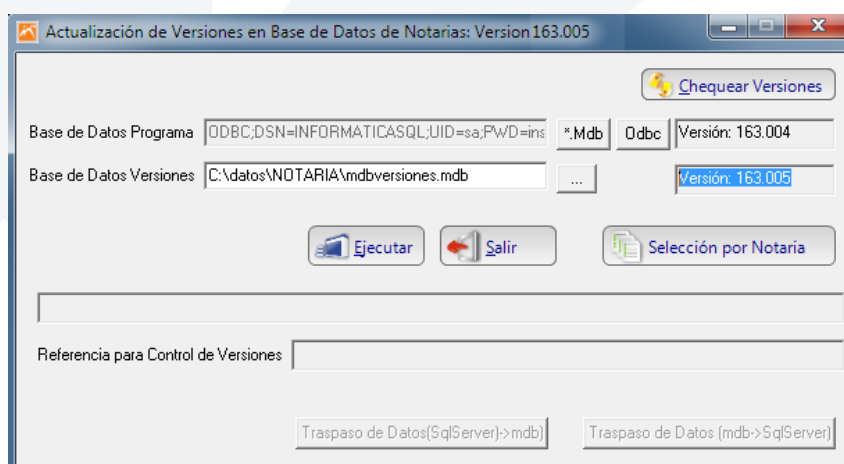 Actualización de Versiones en Base de Datos de Notarias: Version 163.005
Chequear Versiones
Base de Datos Programa ODBC;DSN=INFORMATICASQL;UID=sa;PWD=ins *.Mdb Odbc Versión: 163.004
Base de Datos Versiones C:\datos\NOTARIA\mdbversiones.mdb ... Versión: 163.005
Ejecutar Salir Selección por Notaria
Referencia para Control de Versiones
Traspaso de Datos(SqlServer)->mdb) Traspaso de Datos (mdb->SqlServer)